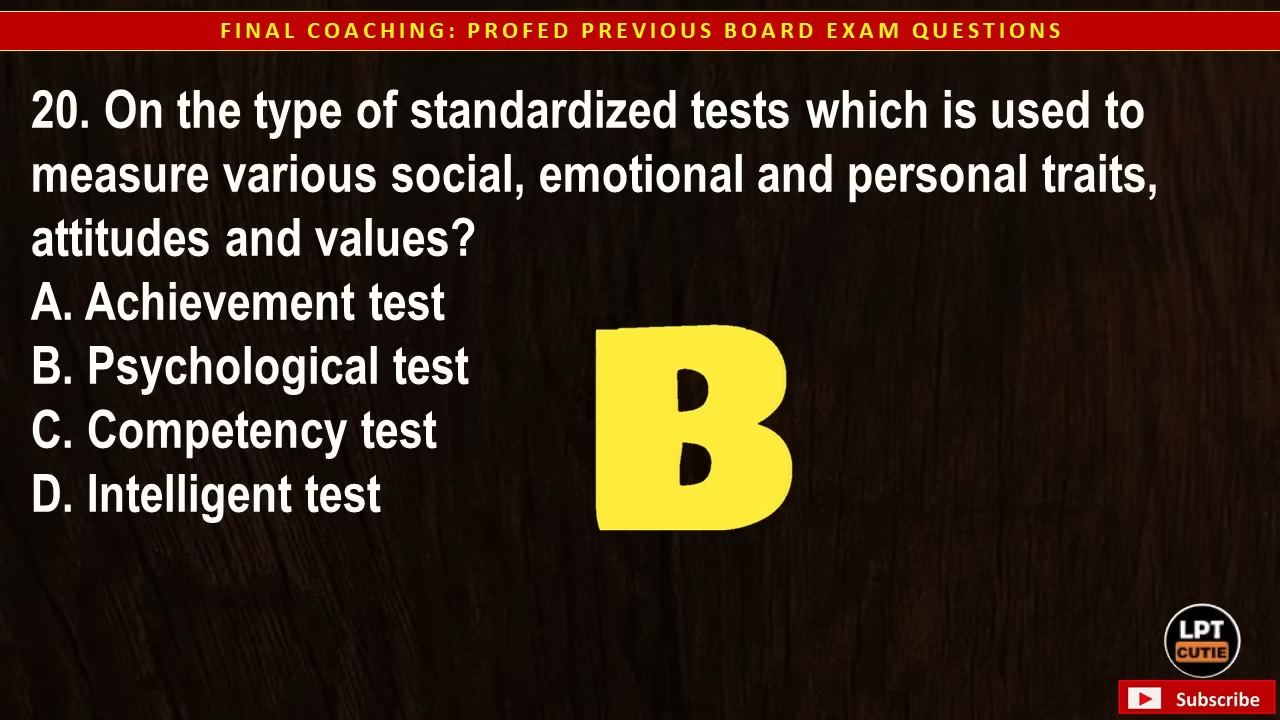 FINAL COACHING: PROFED PREVIOUS BOARD EXAM QUESTIONS
20. On the type of standardized tests which is used to
measure various social, emotional and personal traits,
attitudes and values?
A. Achievement test
B. Psychological test
C. Competency test
D. Intelligent test
B
LPT
CUTIE
Subscribe